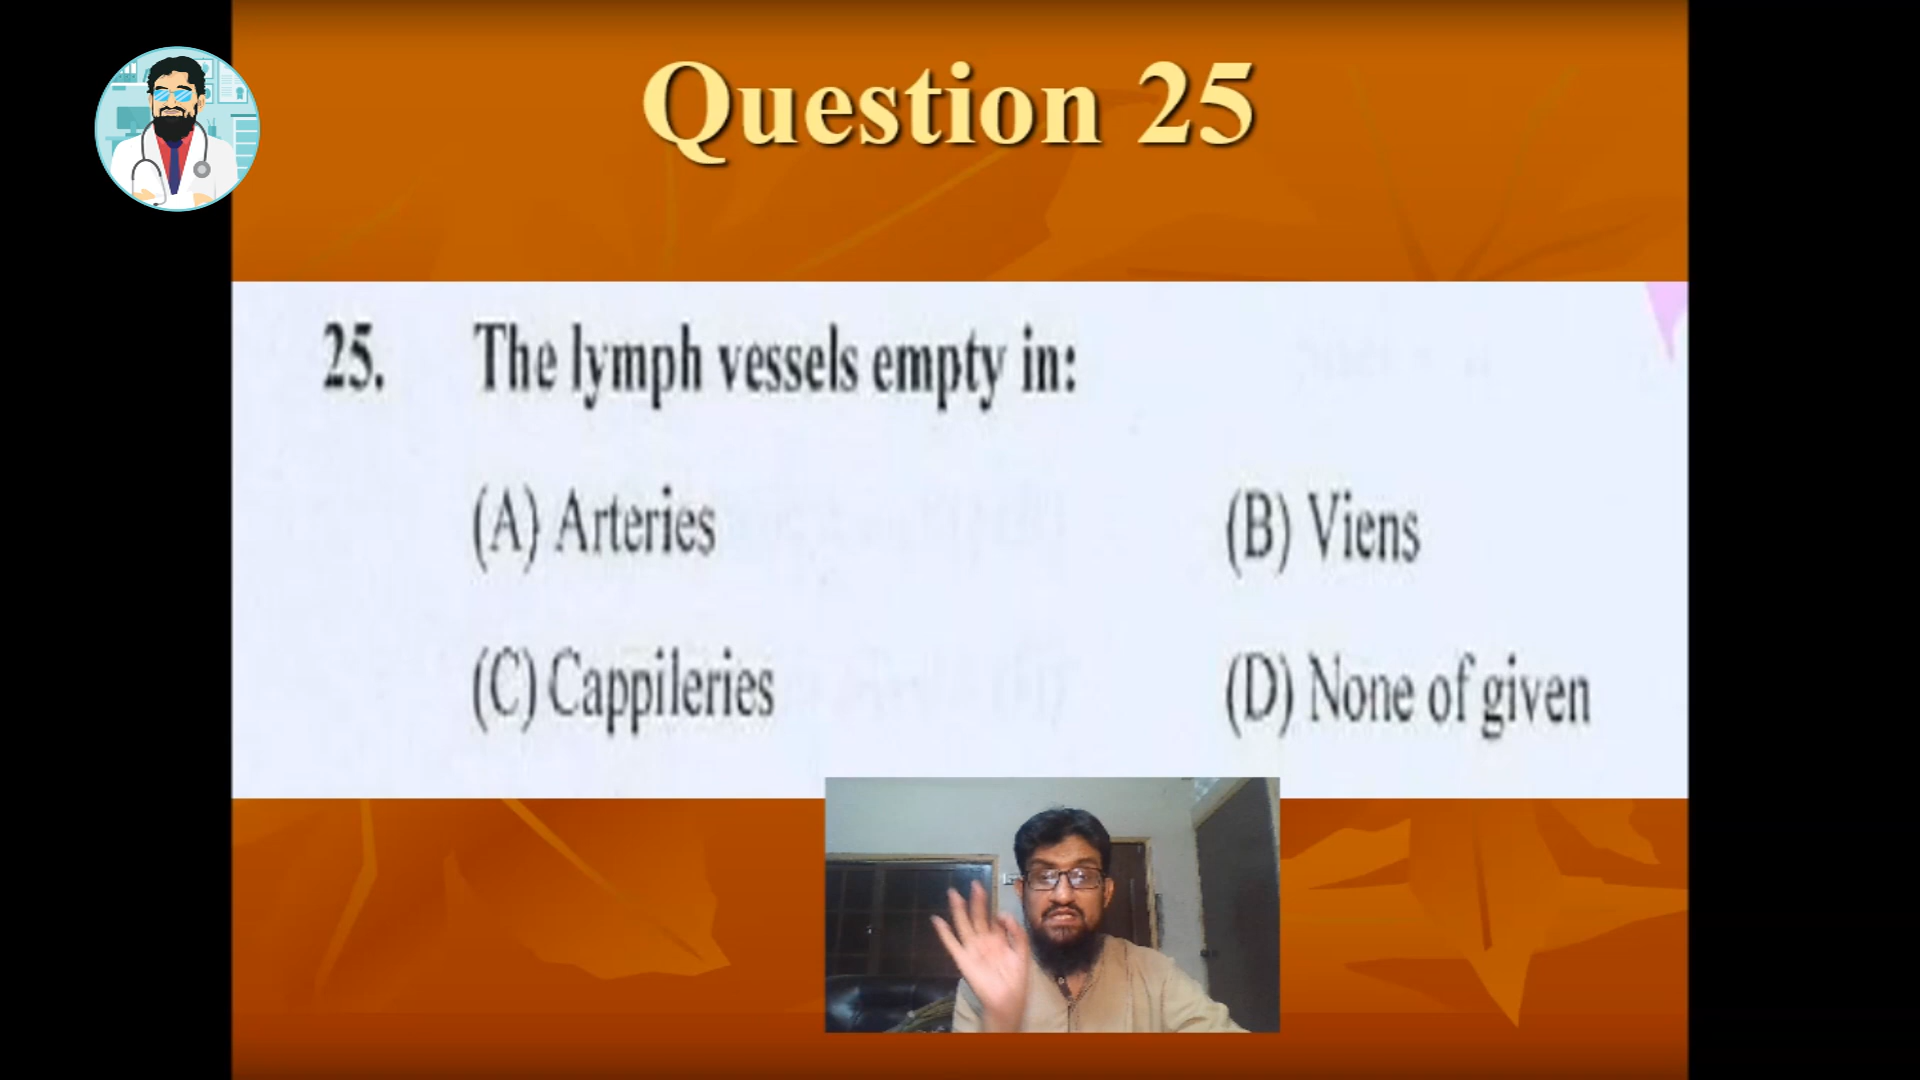 Question 25
25. The lymph vessels empty in:
(A) Arteries (B) Viens
(C) Cappileries (D) None of given